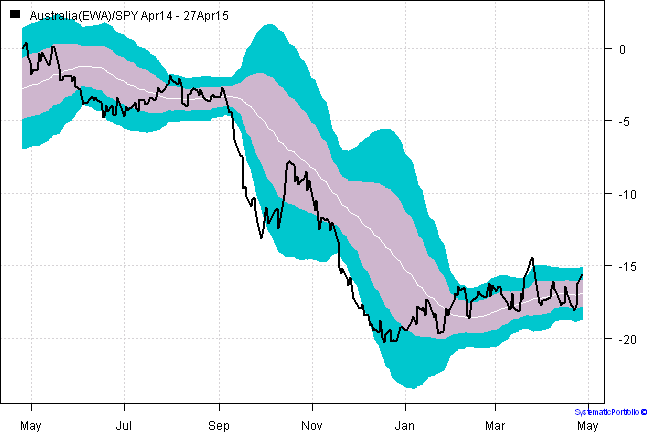 Australia(EWA)/SPY Apr14 - 27Apr15
0
-5
-10
-15
-20
SystematicPortfolio ©
May Jul Sep Nov Jan Mar May